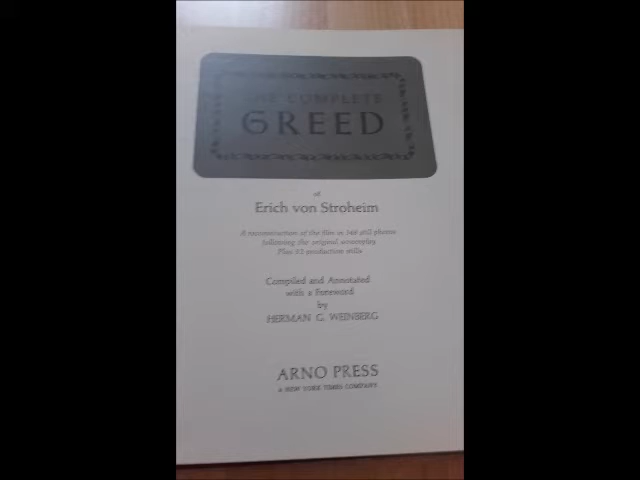 THE COMPLETE
GREED
of
Erich von Stroheim
A reconstruction of the film in 348 still photos
following the original screenplay
Plus 52 production stills
Compiled and Annotated
with a Foreword
by
HERMAN G. WEINBERG
ARNO PRESS
A NEW YORK TIMES COMPANY